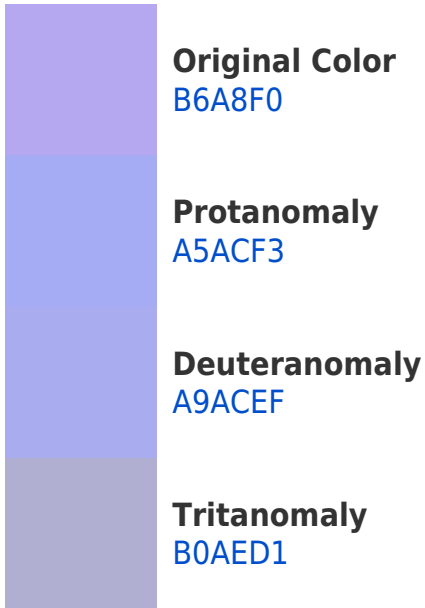 Original Color
B6A8F0
Protanomaly
A5ACF3
Deuteranomaly
A9ACEF
Tritanomaly
B0AED1